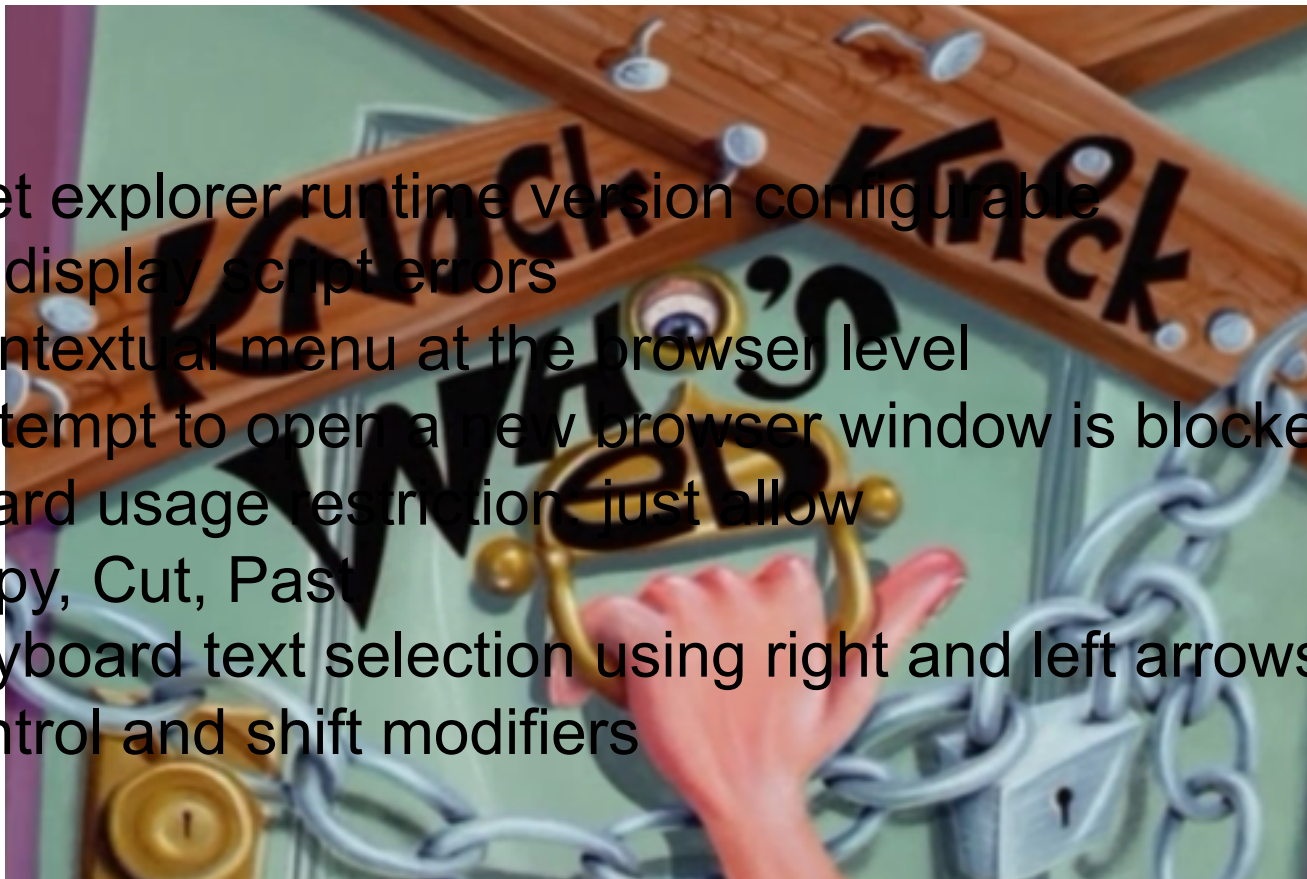 et explorer runtime version configurable
display script errors
ntextual menu at the browser level
tempt to open a new browser window is blocke
ard usage restriction: just allow
py, Cut, Past
yboard text selection using right and left arrows
ntrol and shift modifiers
KNOCK KNOCK
WHO'S